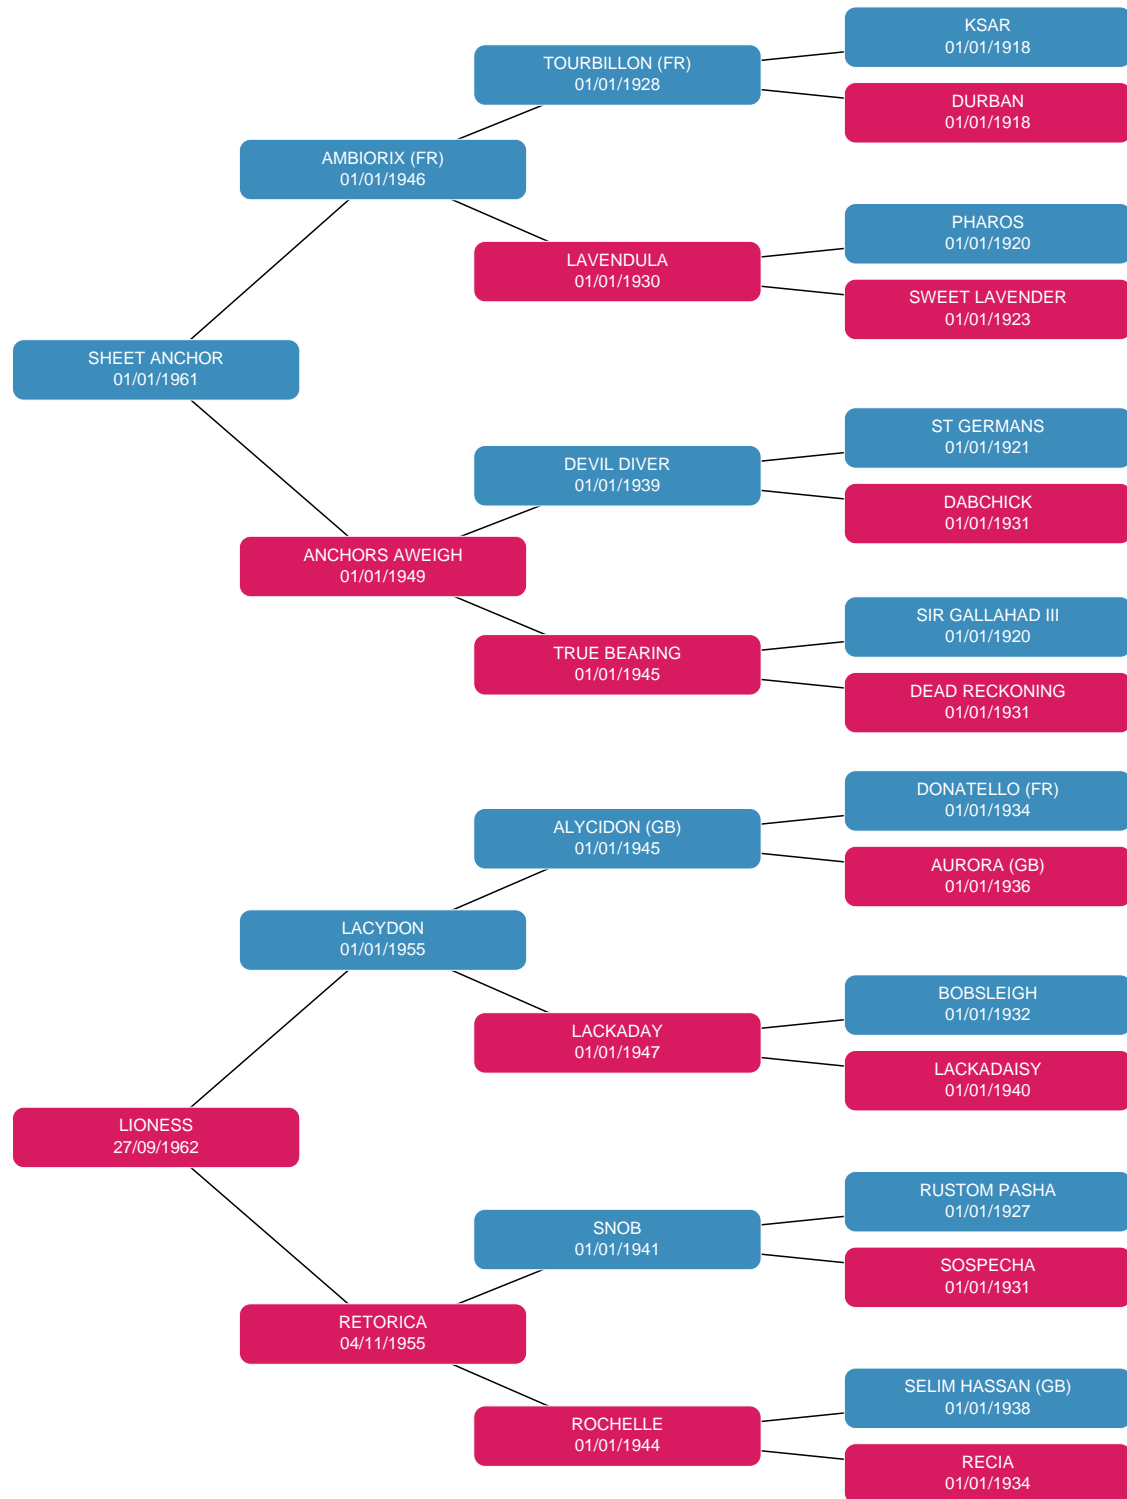 KSAR
01/01/1918
TOURBILLON (FR)
01/01/1928
DURBAN
01/01/1918
AMBIORIX (FR)
01/01/1946
PHAROS
01/01/1920
LAVENDULA
01/01/1930
SWEET LAVENDER
01/01/1923
SHEET ANCHOR
01/01/1961
ST GERMANS
01/01/1921
DEVIL DIVER
01/01/1939
DABCHICK
01/01/1931
ANCHORS AWEIGH
01/01/1949
SIR GALLAHAD III
01/01/1920
TRUE BEARING
01/01/1945
DEAD RECKONING
01/01/1931
DONATELLO (FR)
01/01/1934
ALYCIDON (GB)
01/01/1945
AURORA (GB)
01/01/1936
LACYDON
01/01/1955
BOBSLEIGH
01/01/1932
LACKADAY
01/01/1947
LACKADAISY
01/01/1940
LIONESS
27/09/1962
RUSTOM PASHA
01/01/1927
SNOB
01/01/1941
SOSPECHA
01/01/1931
RETORICA
04/11/1955
SELIM HASSAN (GB)
01/01/1938
ROCHELLE
01/01/1944
RECIA
01/01/1934